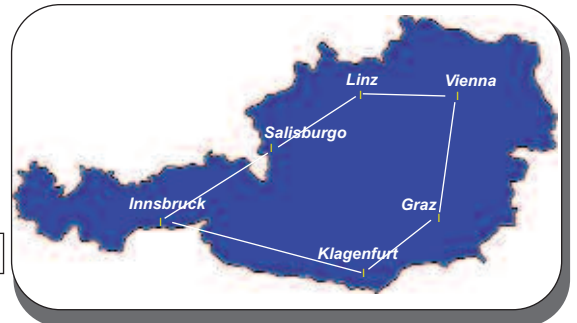 Linz
Vienna
Salisburgo
Innsbruck
Graz
Klagenfurt